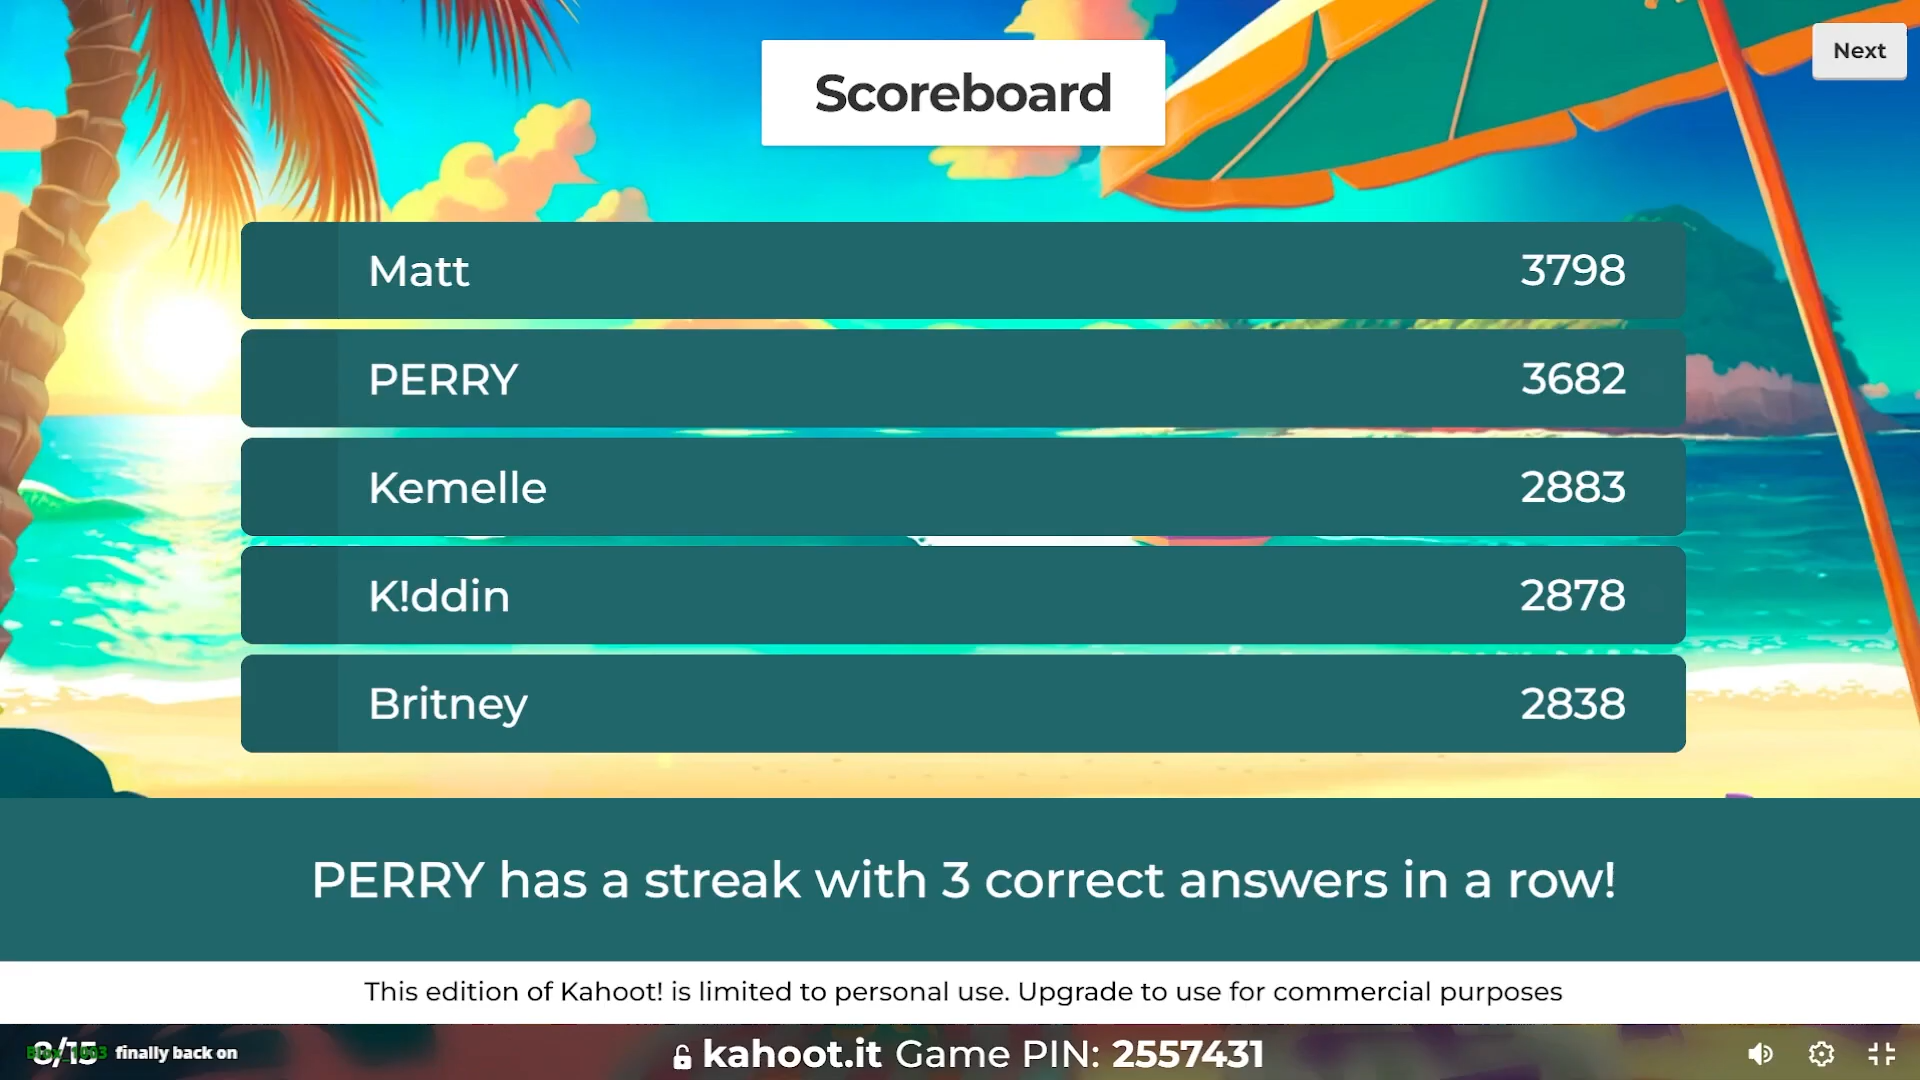 Next
Scoreboard
Matt 3798
PERRY 3682
Kemelle 2883
K!ddin 2878
Britney 2838
PERRY has a streak with 3 correct answers in a row!
This edition of Kahoot! is limited to personal use. Upgrade to use for commercial purposes
8/15
finally back on
kahoot.it Game PIN: 2557431